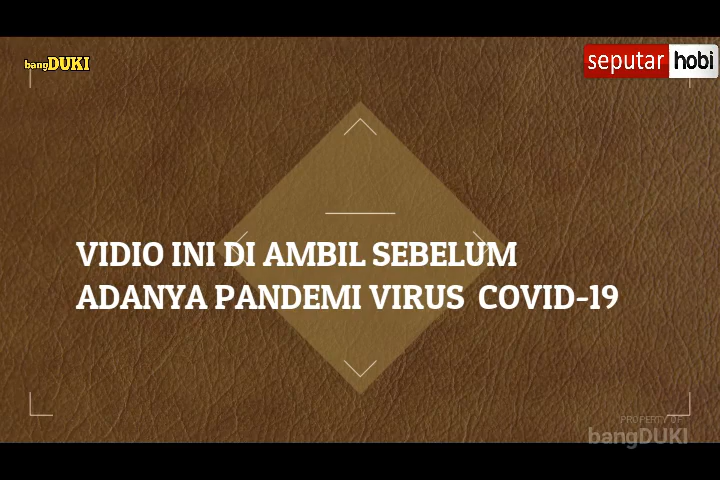 bangDUKI
seputar hobi
VIDIO INI DI AMBIL SEBELUM
ADANYA PANDEMI VIRUS COVID-19
PROPERTY OF
bangDUKI